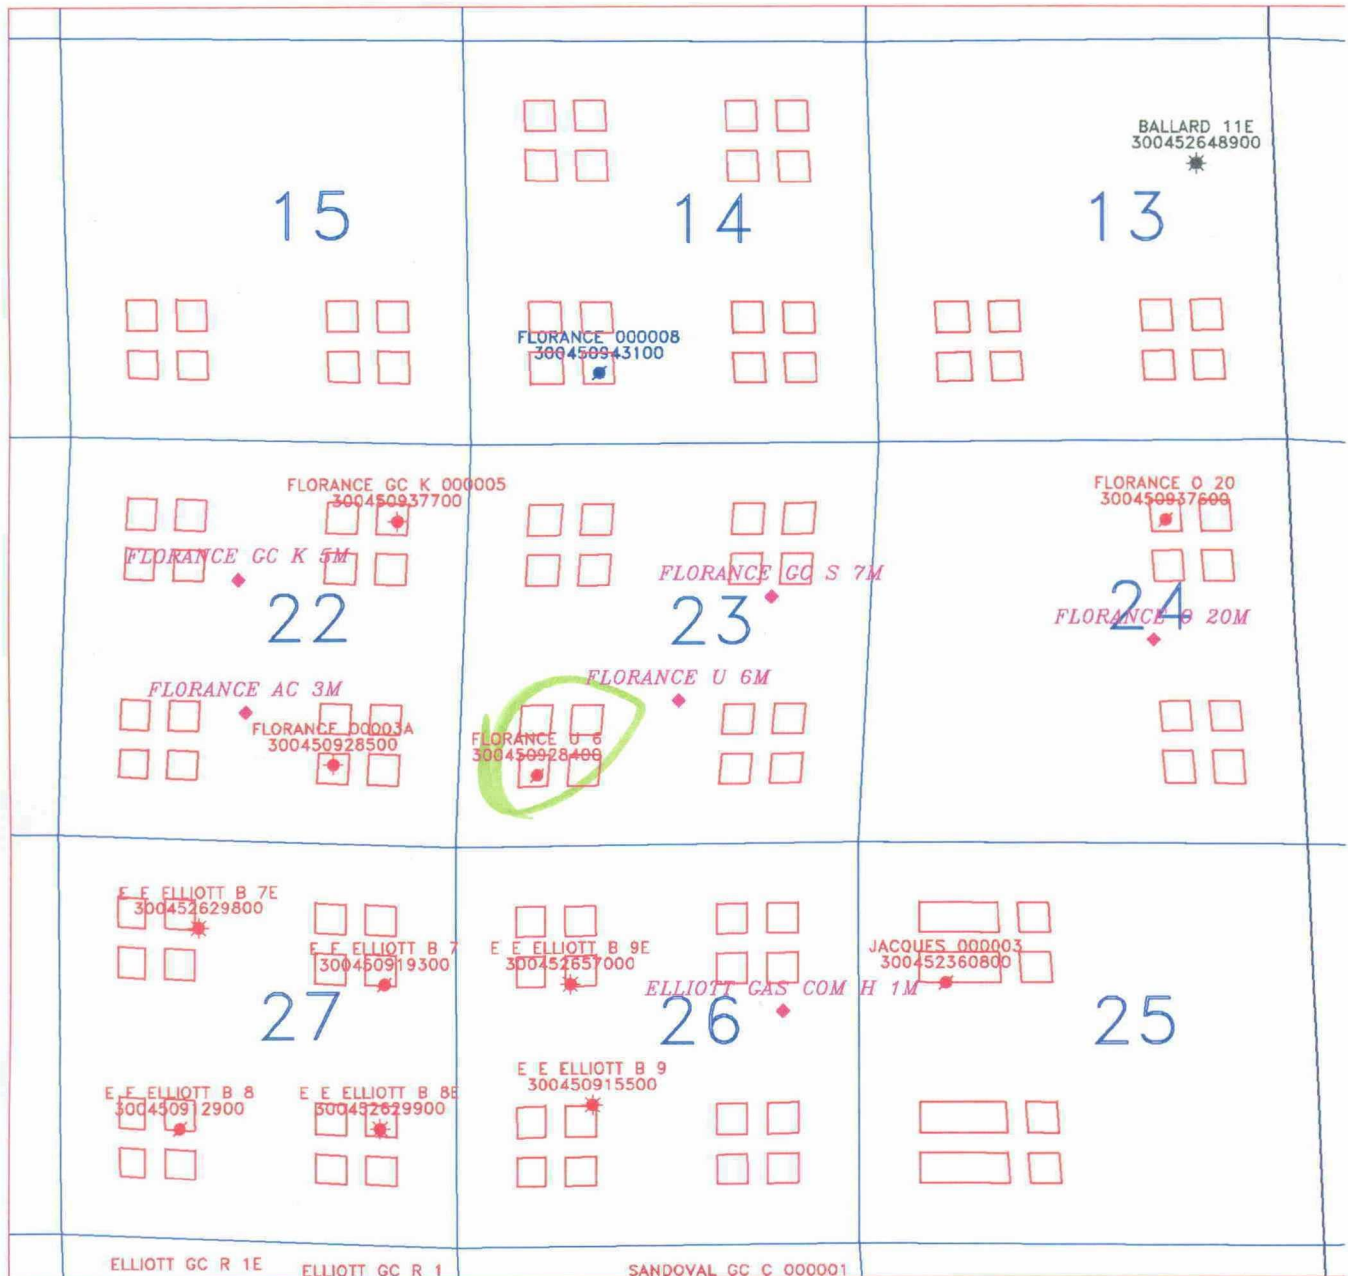 BALLARD 11E
300452648900
15
14
13
FLORANCE 000008
300450943100
FLORANCE GC K 000005
300450937700
FLORANCE O 20
300450937600
FLORANCE GC K 5M
FLORANCE GC S 7M
22
23
24
FLORANCE O 20M
FLORANCE U 6M
FLORANCE AC 3M
FLORANCE 00003A
300450928500
FLORANCE U 6
300450928400
E E ELLIOTT B 7E
300452629800
E E ELLIOTT B 7
300450919300
E E ELLIOTT B 9E
300452657000
JACQUES 000003
300452360800
ELLIOTT GAS COM H 1M
27
26
25
E E ELLIOTT B 9
300450915500
E E ELLIOTT B 8
300450912900
E E ELLIOTT B 8E
300452629900
ELLIOTT GC R 1E
ELLIOTT GC R 1
SANDOVAL GC C 000001